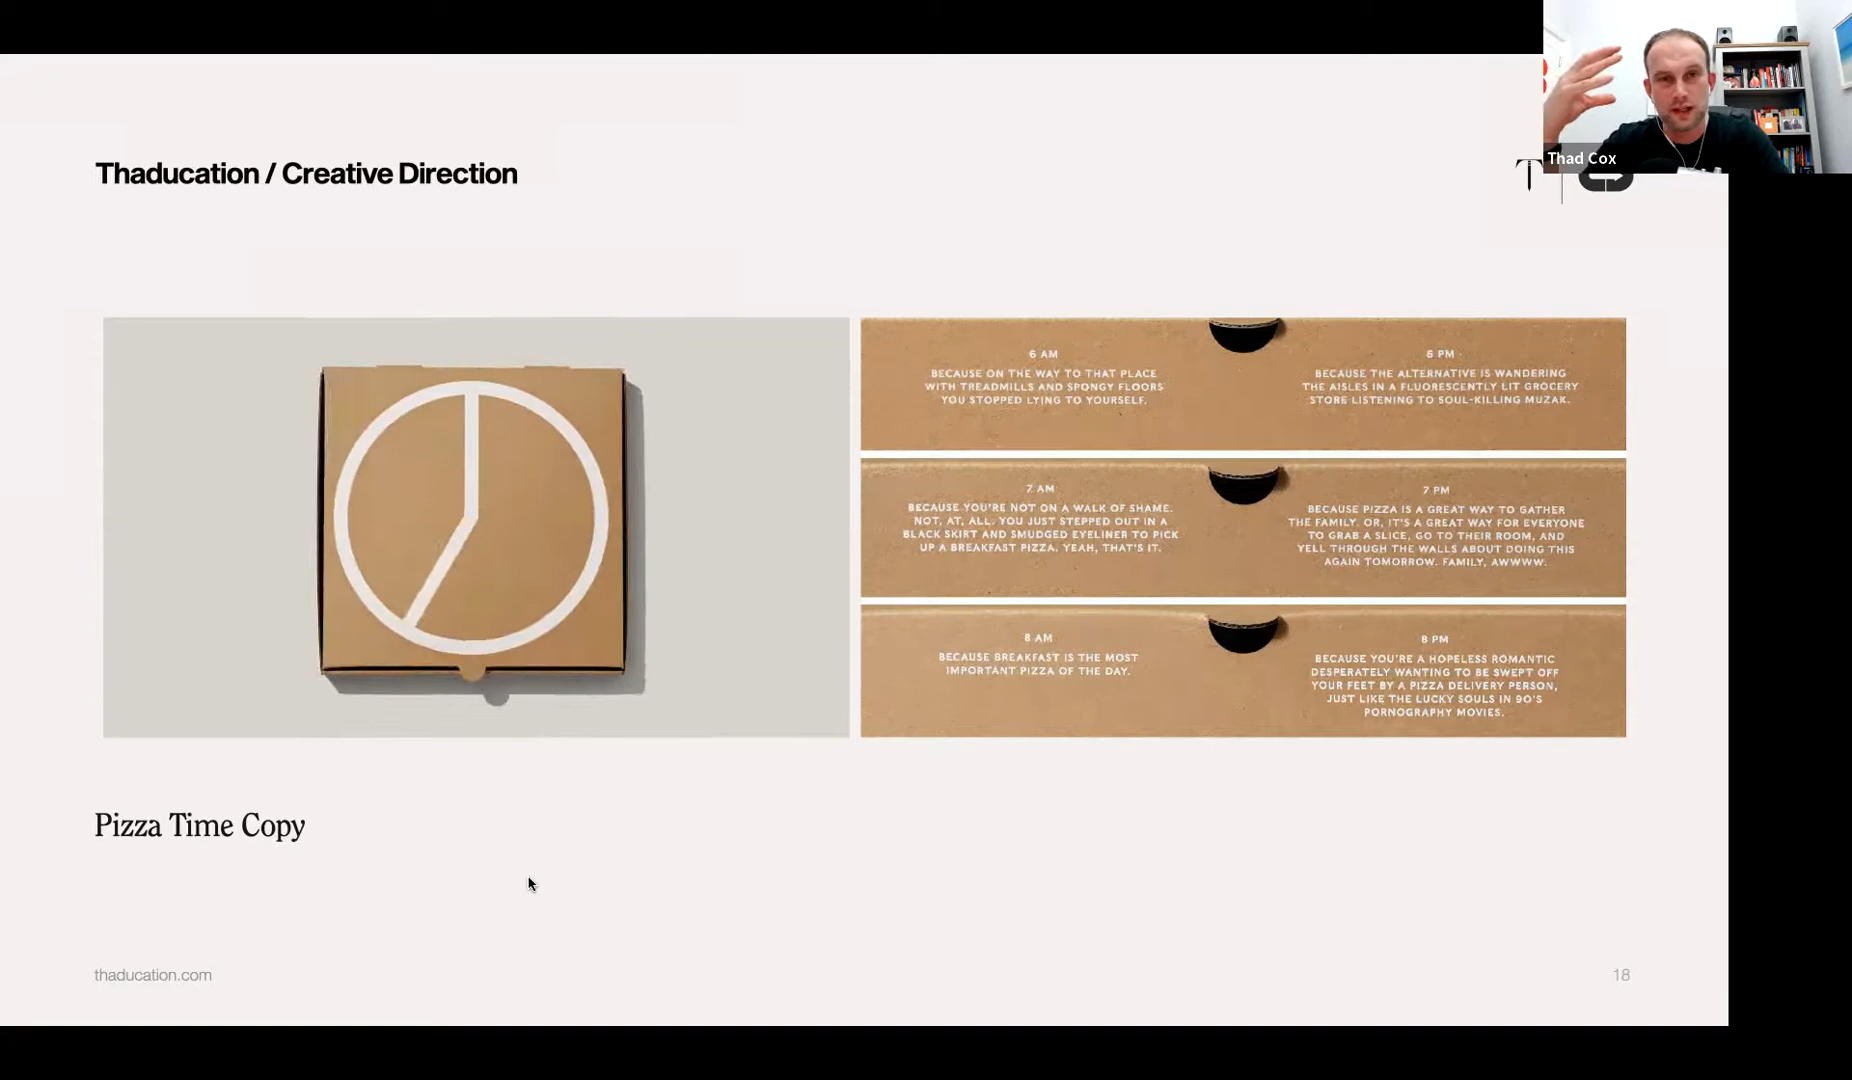 Thad Cox
Thaducation / Creative Direction
T
6 AM
BECAUSE ON THE WAY TO THAT PLACE
WITH TREADMILLS AND SPONGY FLOORS
YOU STOPPED LYING TO YOURSELF.
6 PM
BECAUSE THE ALTERNATIVE IS WANDERING
THE AISLES IN A FLUORESCENTLY LIT GROCERY
STORE LISTENING TO SOUL-KILLING MUZAK.
7 AM
BECAUSE YOU'RE NOT ON A WALK OF SHAME.
NOT, AT, ALL. YOU JUST STEPPED OUT IN A
BLACK SKIRT AND SMUDGED EYELINER TO PICK
UP A BREAKFAST PIZZA. YEAH, THAT'S IT.
7 PM
BECAUSE PIZZA IS A GREAT WAY TO GATHER
THE FAMILY. OR, IT'S A GREAT WAY FOR EVERYONE
TO GRAB A SLICE, GO TO THEIR ROOM, AND
YELL THROUGH THE WALLS ABOUT DOING THIS
AGAIN TOMORROW. FAMILY, AWWWW.
8 AM
BECAUSE BREAKFAST IS THE MOST
IMPORTANT PIZZA OF THE DAY.
8 PM
BECAUSE YOU'RE A HOPELESS ROMANTIC
DESPERATELY WANTING TO BE SWEPT OFF
YOUR FEET BY A PIZZA DELIVERY PERSON,
JUST LIKE THE LUCKY SOULS IN 90'S
PORNOGRAPHY MOVIES.
Pizza Time Copy
thaducation.com
18